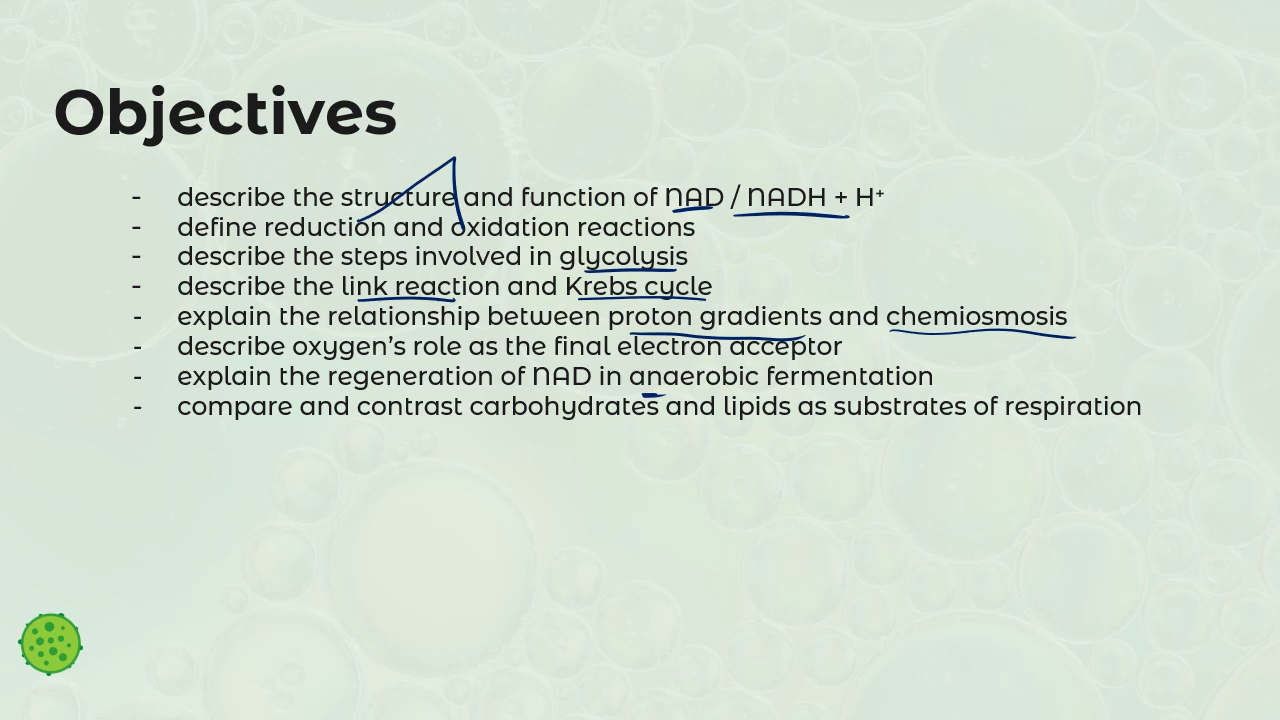 Objectives
- describe the structure and function of NAD / NADH + H⁺
- define reduction and oxidation reactions
- describe the steps involved in glycolysis
- describe the link reaction and Krebs cycle
- explain the relationship between proton gradients and chemiosmosis
- describe oxygen’s role as the final electron acceptor
- explain the regeneration of NAD in anaerobic fermentation
- compare and contrast carbohydrates and lipids as substrates of respiration